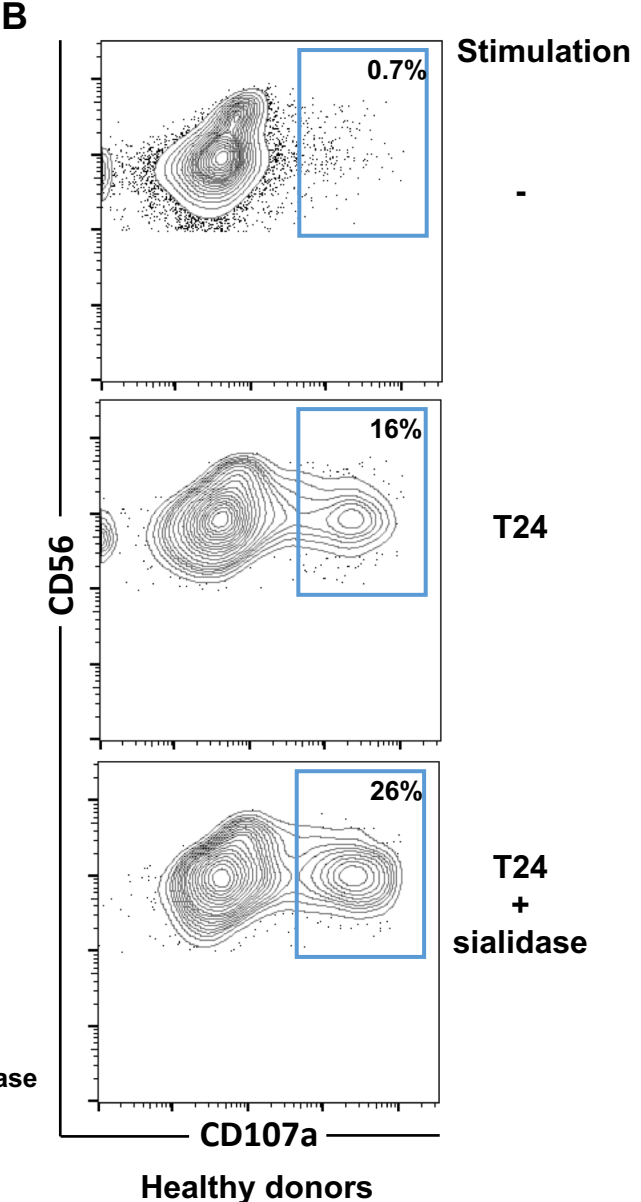 B
Stimulation
0.7%
-
16%
T24
CD56
26%
T24
+
sialidase
ase
CD107a
Healthy donors